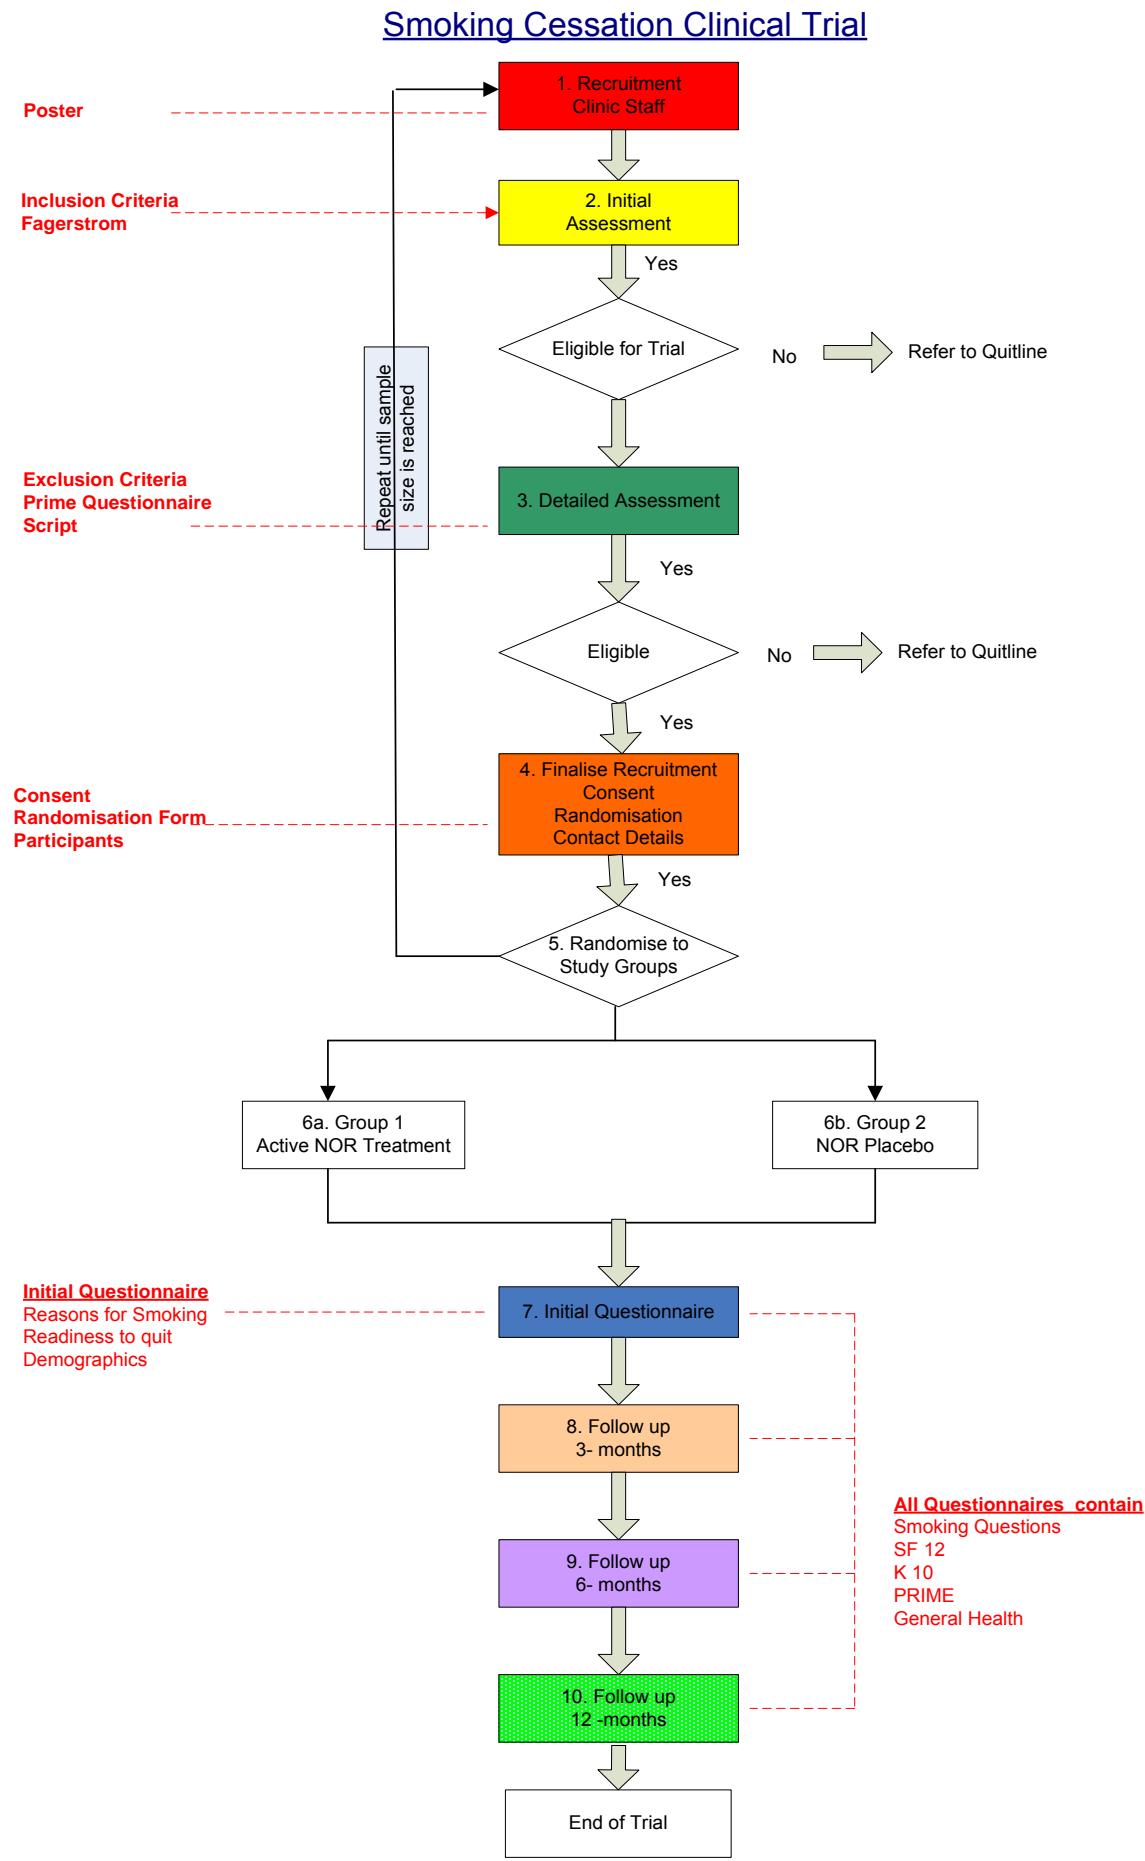 Smoking Cessation Clinical Trial
1. Recruitment
Clinic Staff
Poster
Inclusion Criteria
Fagerstrom
2. Initial
Assessment
Yes
Eligible for Trial
No
Refer to Quitline
Repeat until sample
size is reached
Exclusion Criteria
Prime Questionnaire
Script
3. Detailed Assessment
Yes
Eligible
No
Refer to Quitline
Yes
Consent
Randomisation Form
Participants
4. Finalise Recruitment
Consent
Randomisation
Contact Details
Yes
5. Randomise to
Study Groups
6a. Group 1
Active NOR Treatment
6b. Group 2
NOR Placebo
Initial Questionnaire
Reasons for Smoking
Readiness to quit
Demographics
7. Initial Questionnaire
8. Follow up
3- months
All Questionnaires  contain
Smoking Questions
SF 12
K 10
PRIME
General Health
9. Follow up
6- months
10. Follow up
12 -months
End of Trial